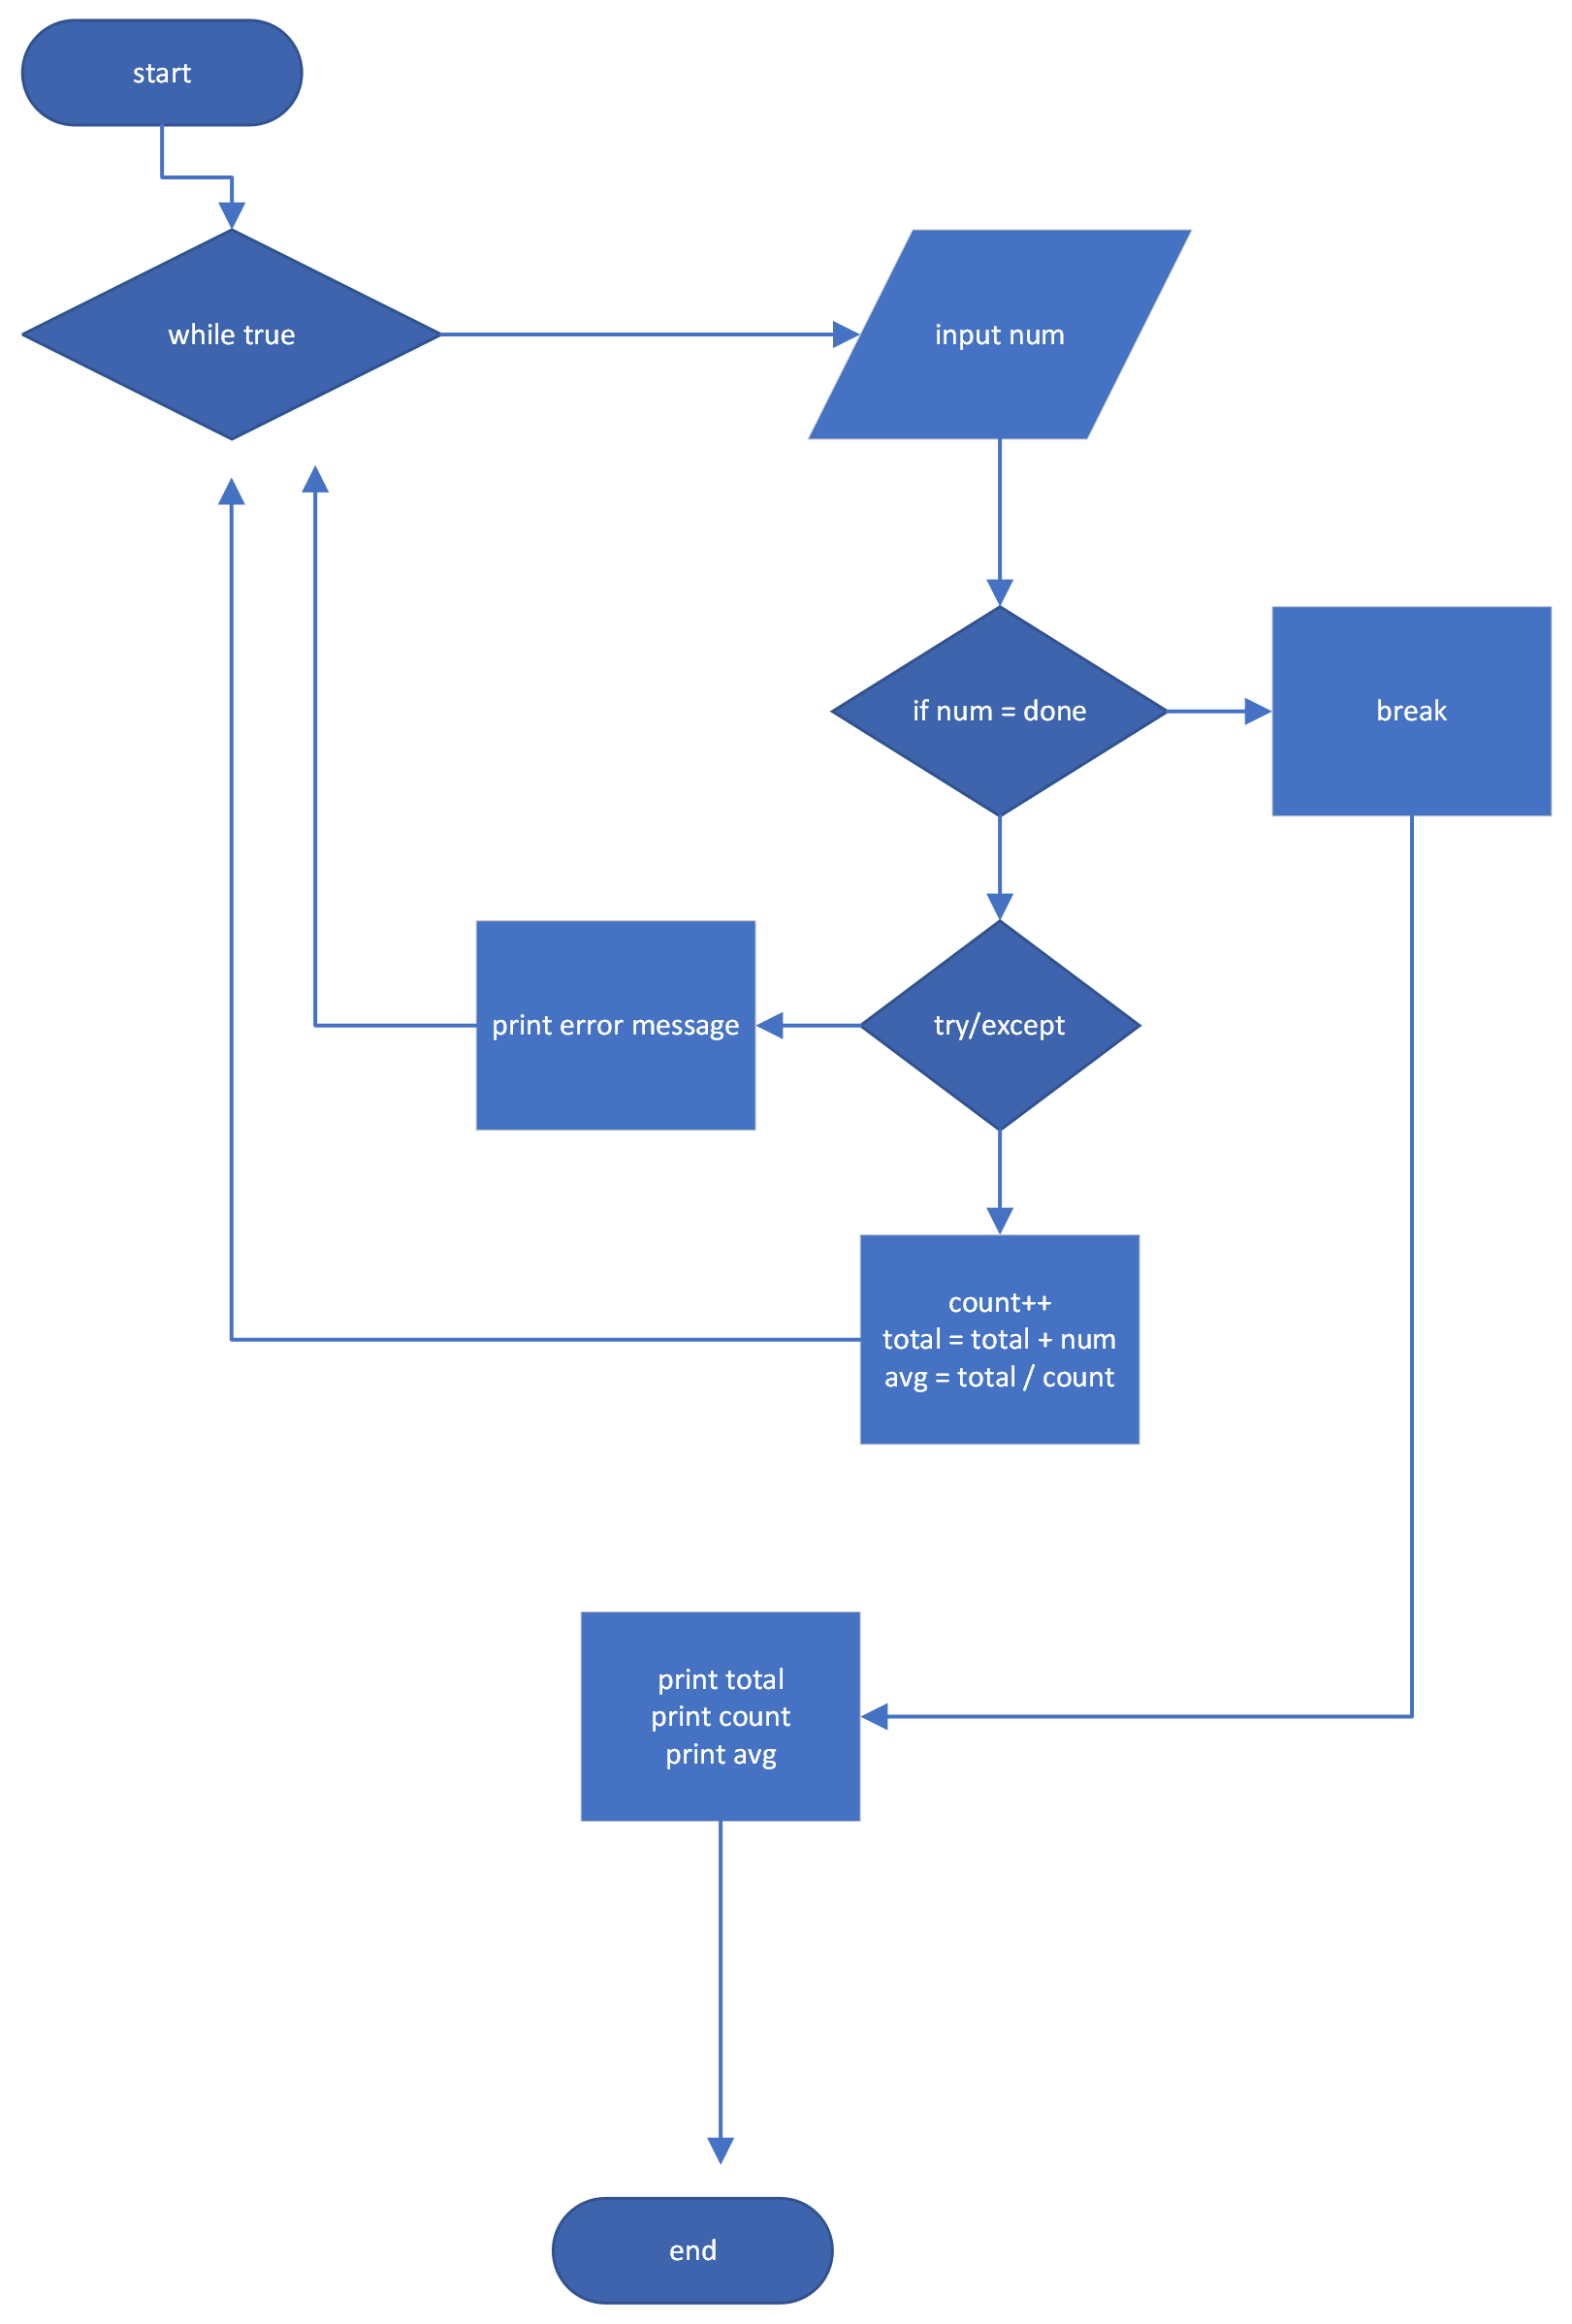 start
while true
input num
if num = done
break
print error message
try/except
count++
total = total + num
avg = total / count
print total
print count
print avg
end